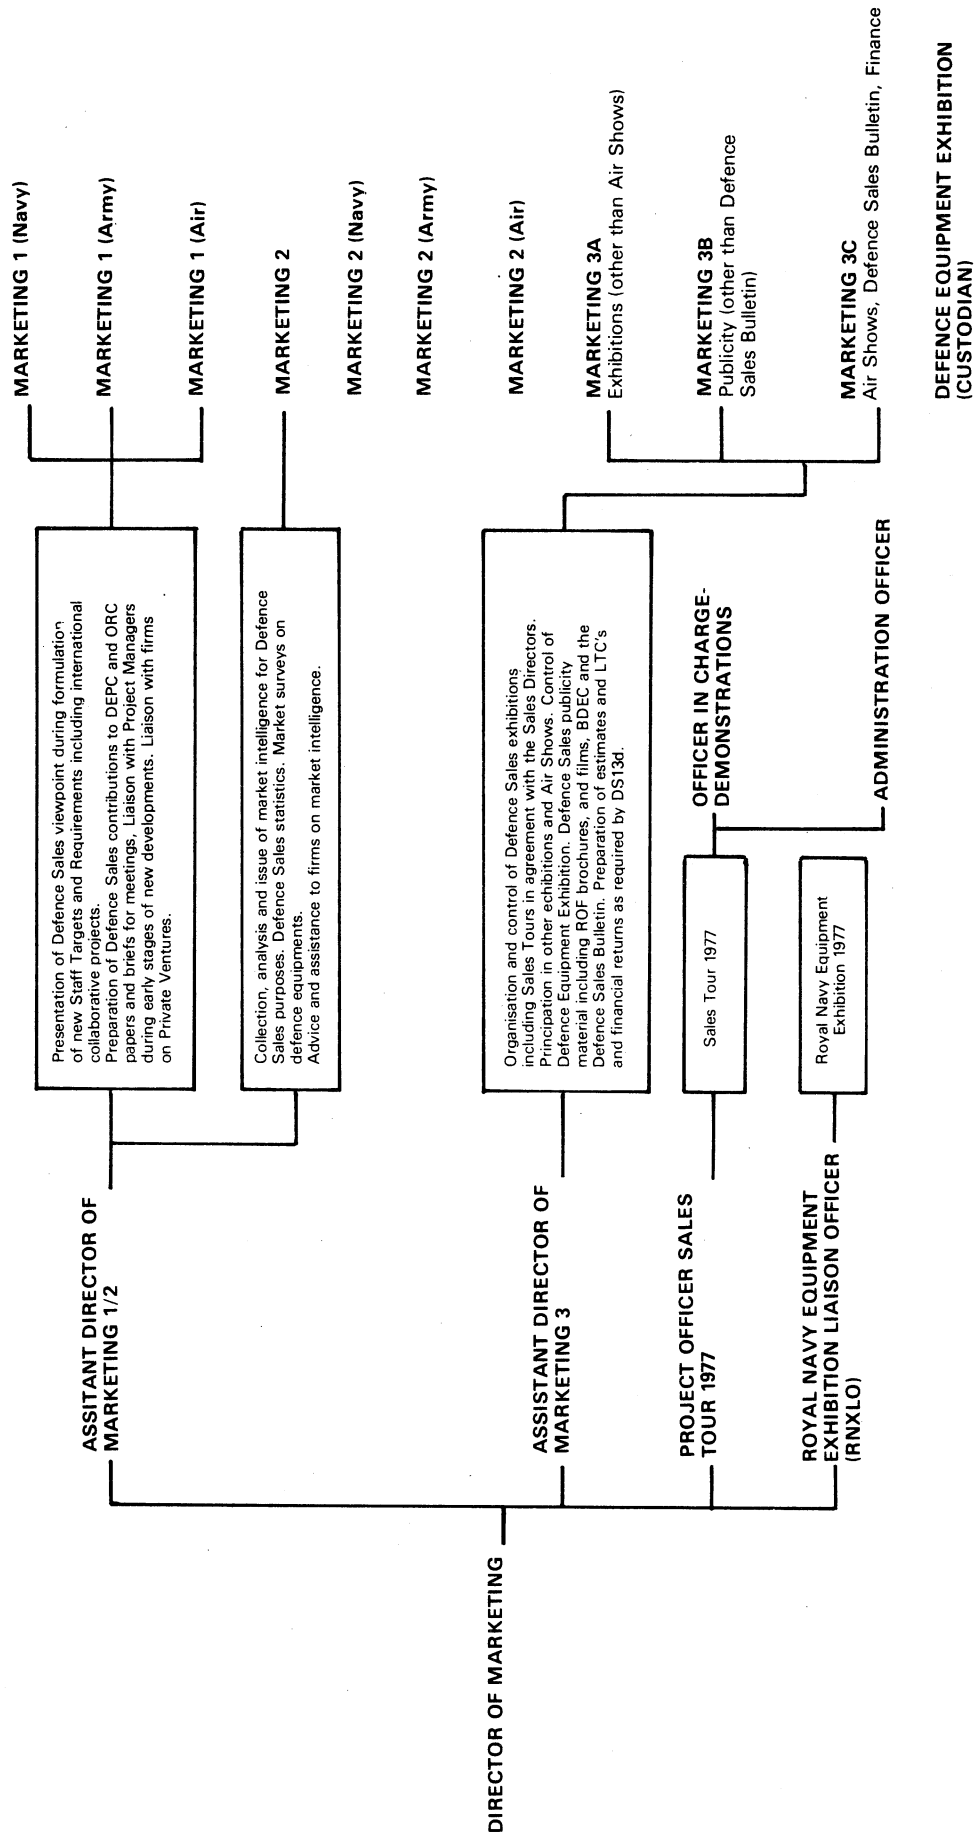 DIRECTOR OF MARKETING
ASSITANT DIRECTOR OF
MARKETING 1/2
Presentation of Defence Sales viewpoint during formulation
of new Staff Targets and Requirements including international
collaborative projects.
Preparation of Defence Sales contributions to DEPC and ORC
papers and briefs for meetings, Liaison with Project Managers
during early stages of new developments. Liaison with firms
on Private Ventures.
MARKETING 1 (Navy)
MARKETING 1 (Army)
MARKETING 1 (Air)
Collection, analysis and issue of market intelligence for Defence
Sales purposes. Defence Sales statistics. Market surveys on
defence equipments.
Advice and assistance to firms on market intelligence.
MARKETING 2
MARKETING 2 (Navy)
MARKETING 2 (Army)
MARKETING 2 (Air)
ASSISTANT DIRECTOR OF
MARKETING 3
Organisation and control of Defence Sales exhibitions
including Sales Tours in agreement with the Sales Directors.
Principation in other exhibitions and Air Shows. Control of
Defence Equipment Exhibition. Defence Sales publicity
material including ROF brochures, and films, BDEC and the
Defence Sales Bulletin. Preparation of estimates and LTC's
and financial returns as required by DS13d.
MARKETING 3A
Exhibitions (other than Air Shows)
MARKETING 3B
Publicity (other than Defence
Sales Bulletin)
MARKETING 3C
Air Shows, Defence Sales Bulletin, Finance
PROJECT OFFICER SALES
TOUR 1977
Sales Tour 1977
OFFICER IN CHARGE-
DEMONSTRATIONS
ADMINISTRATION OFFICER
ROYAL NAVY EQUIPMENT
EXHIBITION LIAISON OFFICER
(RNXLO)
Royal Navy Equipment
Exhibition 1977
DEFENCE EQUIPMENT EXHIBITION
(CUSTODIAN)